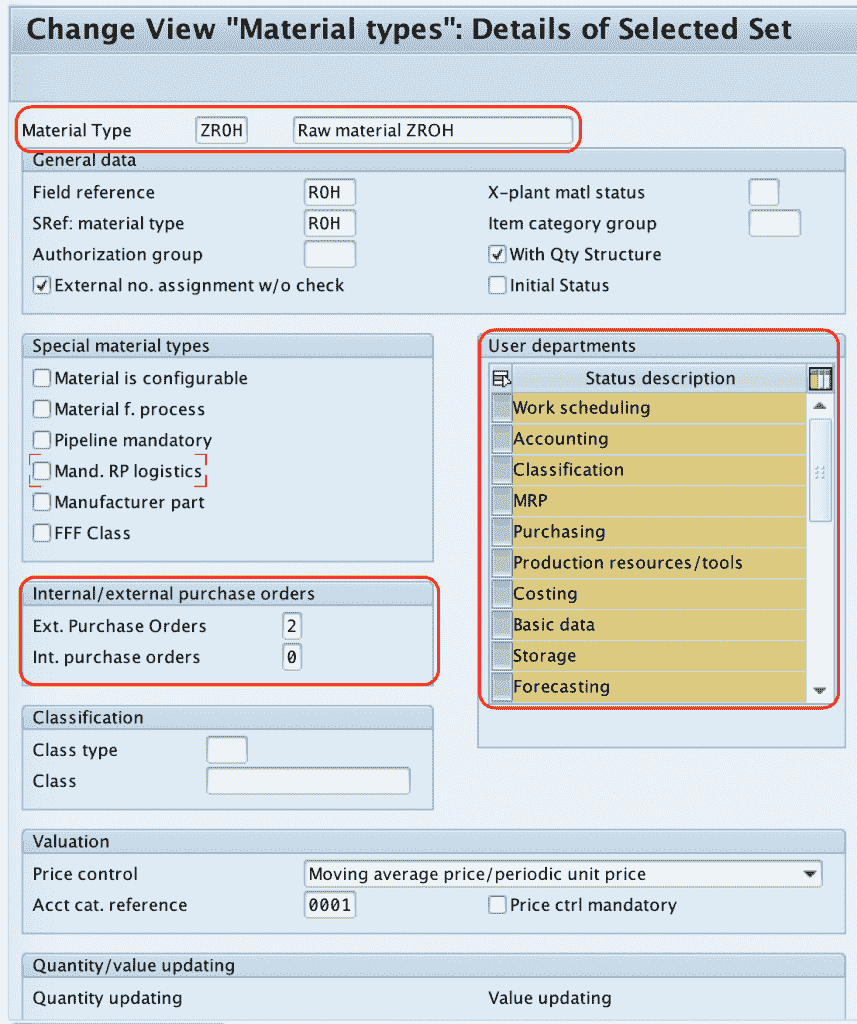 Change View "Material types": Details of Selected Set
Material Type ZROH Raw material ZROH
General data
Field reference ROH X-plant matl status
SRef: material type ROH Item category group
Authorization group With Qty Structure
External no. assignment w/o check Initial Status
Special material types
Material is configurable
Material f. process
Pipeline mandatory
Mand. RP logistics
Manufacturer part
FFF Class
User departments
Status description
Work scheduling
Accounting
Classification
MRP
Purchasing
Production resources/tools
Costing
Basic data
Storage
Forecasting
Internal/external purchase orders
Ext. Purchase Orders 2
Int. purchase orders 0
Classification
Class type
Class
Valuation
Price control Moving average price/periodic unit price
Acct cat. reference 0001 Price ctrl mandatory
Quantity/value updating
Quantity updating Value updating